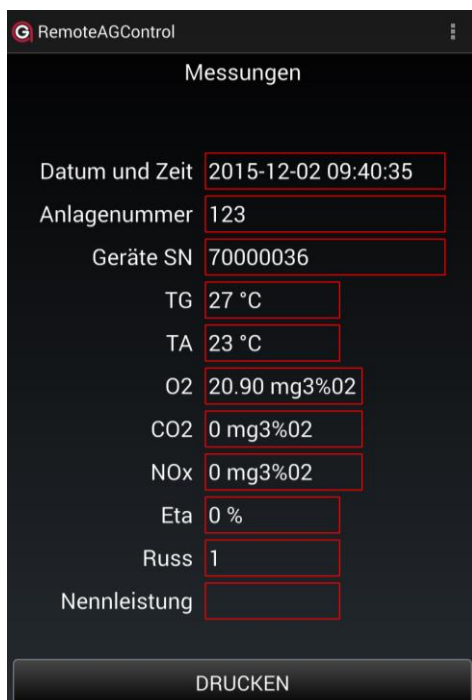 RemoteAGControl
Messungen
Datum und Zeit 2015-12-02 09:40:35
Anlagenummer 123
Geräte SN 70000036
TG 27 °C
TA 23 °C
O2 20.90 mg3%02
CO2 0 mg3%02
NOx 0 mg3%02
Eta 0 %
Russ 1
Nennleistung
DRUCKEN